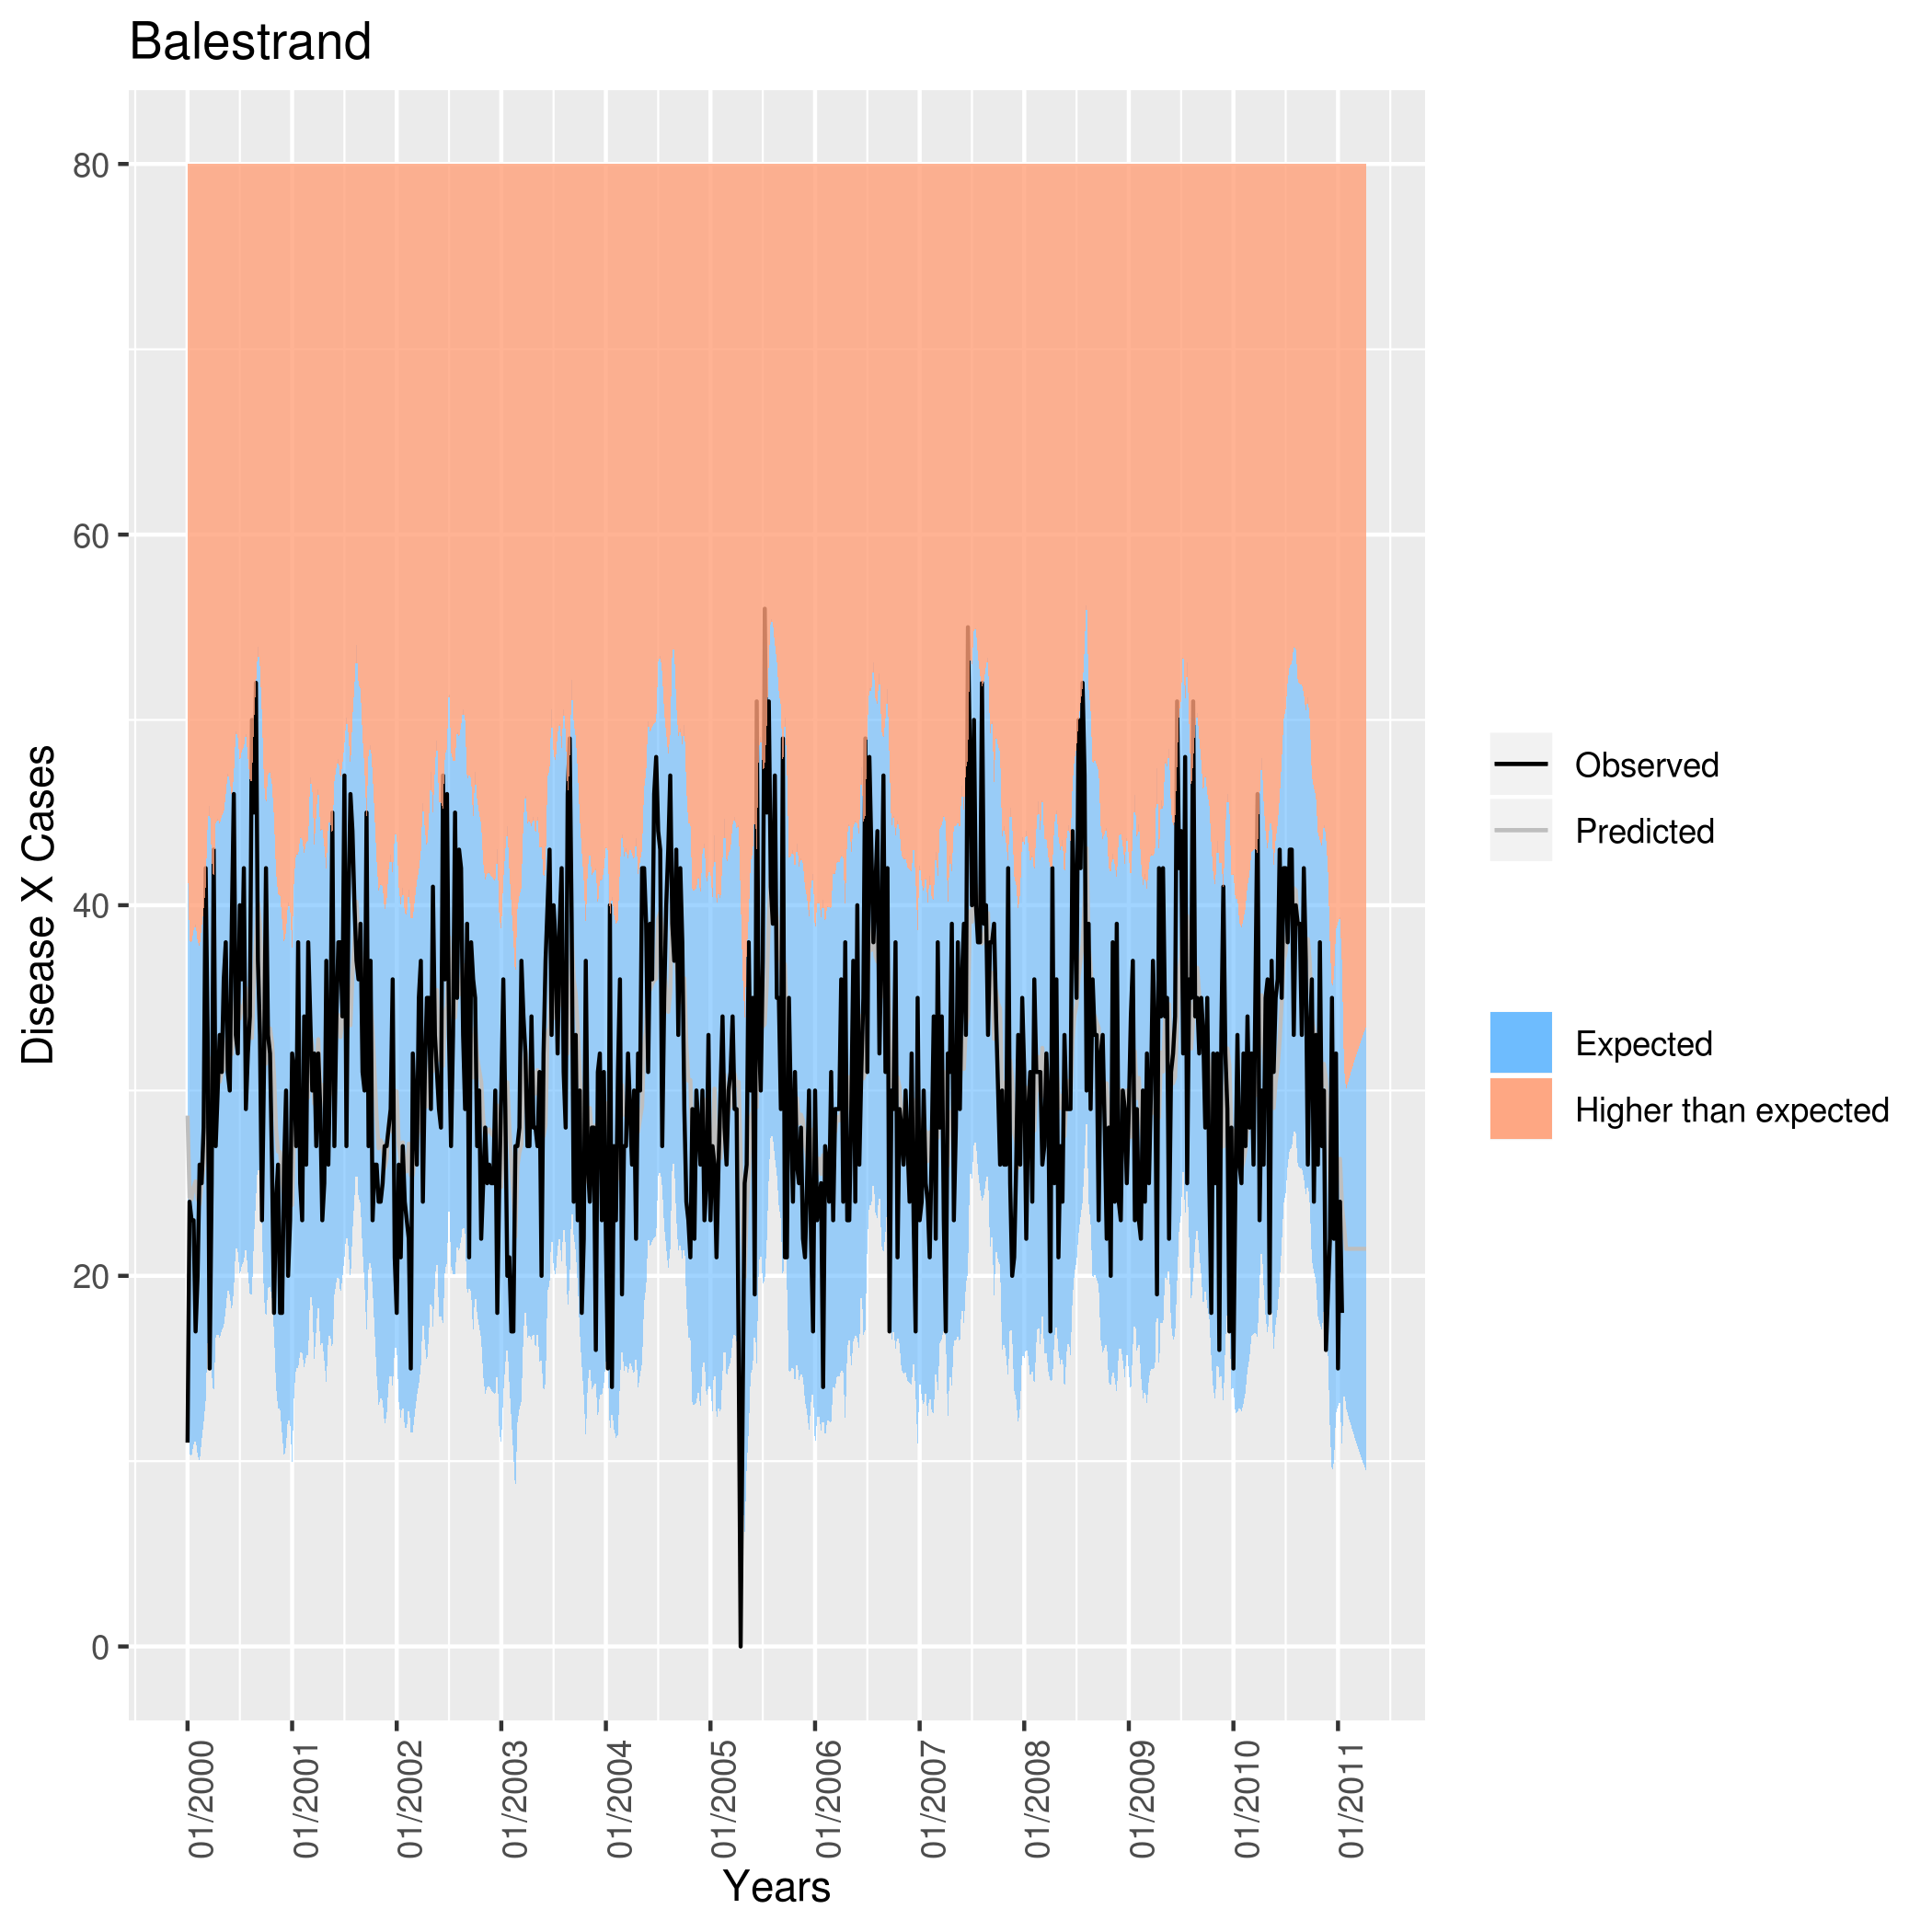 Balestrand
80
60
40
20
0
Disease X Cases
01/2000
01/2001
01/2002
01/2003
01/2004
01/2005
01/2006
01/2007
01/2008
01/2009
01/2010
01/2011
Years
Observed
Predicted
Expected
Higher than expected